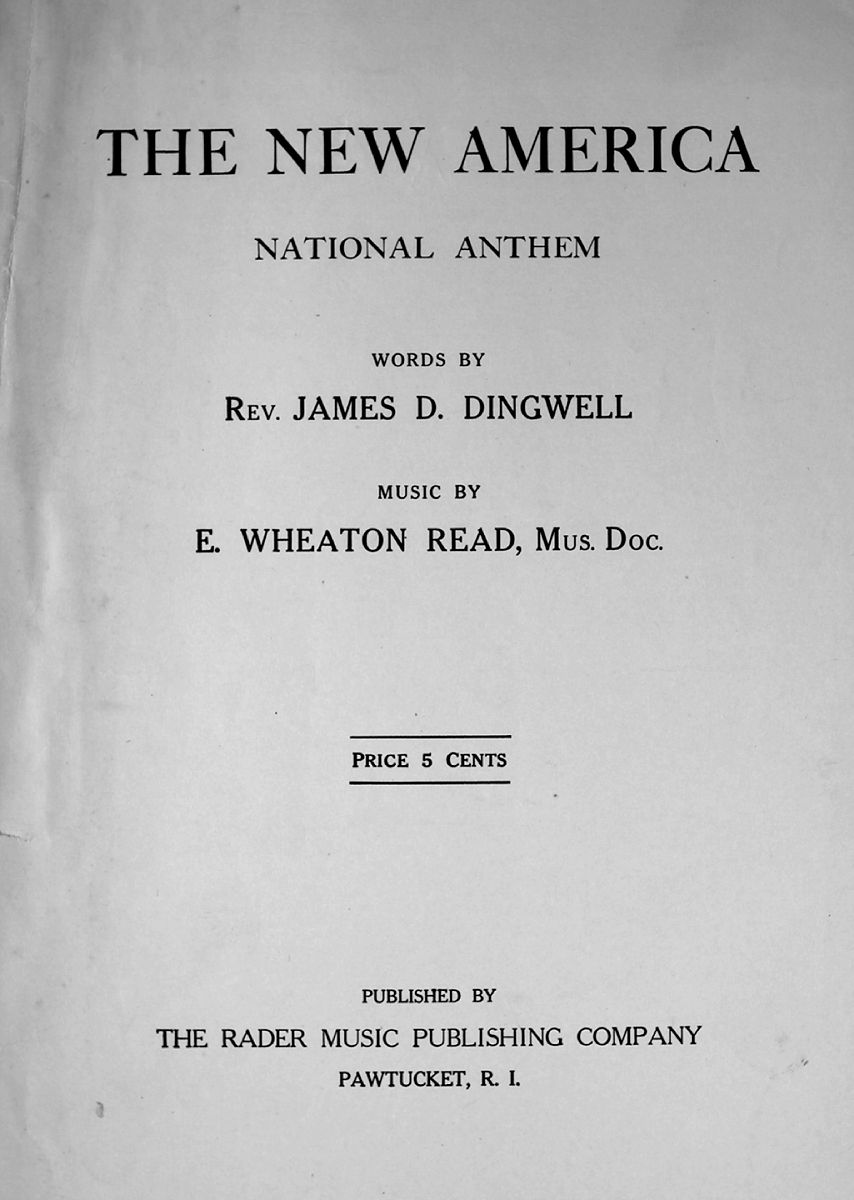 THE NEW AMERICA
NATIONAL ANTHEM
WORDS BY
REV. JAMES D. DINGWELL
MUSIC BY
E. WHEATON READ, MUS. DOC.
PRICE 5 CENTS
PUBLISHED BY
THE RADER MUSIC PUBLISHING COMPANY
PAWTUCKET, R. I.